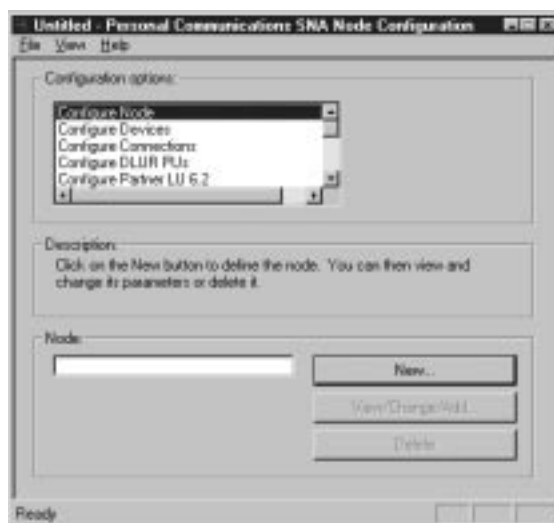 Untitled - Personal Communications SNA Node Configuration
File View Help
Configuration options:
Configure Node
Configure Devices
Configure Connections
Configure DLUR PUs
Configure Partner LU 6.2
Description:
Click on the New button to define the node. You can then view and
change its parameters or delete it.
Node:
New...
View/Change/Add...
Delete
Ready